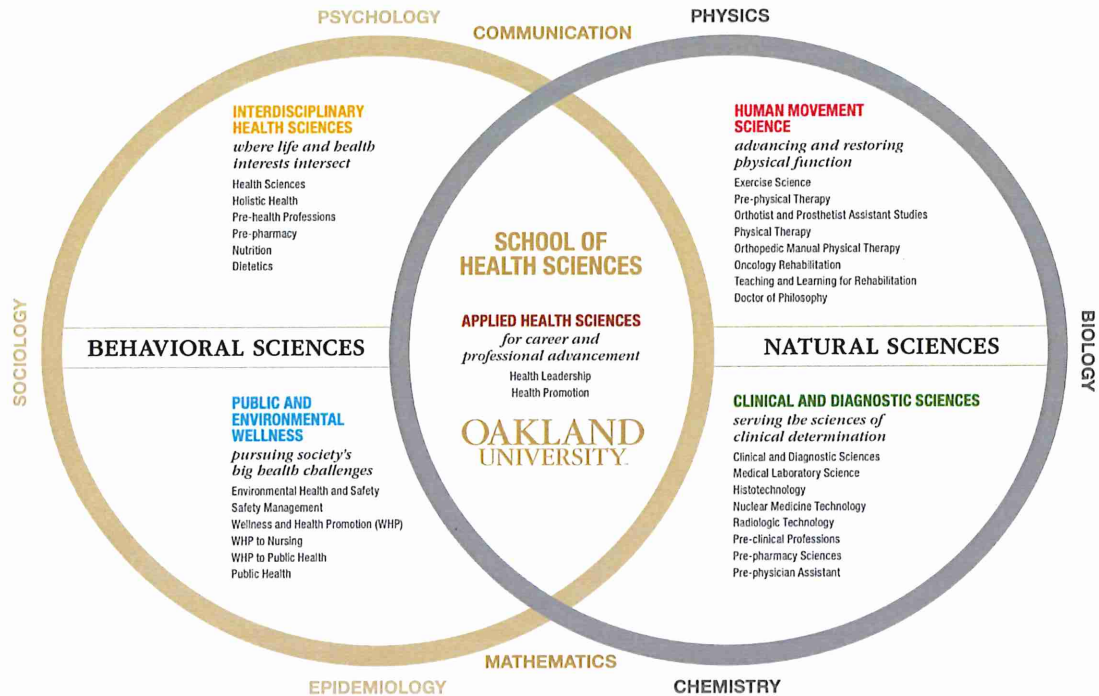 PSYCHOLOGY
COMMUNICATION
PHYSICS
SOCIOLOGY
INTERDISCIPLINARY
HEALTH SCIENCES
where life and health
interests intersect
Health Sciences
Holistic Health
Pre-health Professions
Pre-pharmacy
Nutrition
Dietetics
BEHAVIORAL SCIENCES
PUBLIC AND
ENVIRONMENTAL
WELLNESS
pursuing society's
big health challenges
Environmental Health and Safety
Safety Management
Wellness and Health Promotion (WHP)
WHP to Nursing
WHP to Public Health
Public Health
SCHOOL OF
HEALTH SCIENCES
APPLIED HEALTH SCIENCES
for career and
professional advancement
Health Leadership
Health Promotion
OAKLAND
UNIVERSITY™
HUMAN MOVEMENT
SCIENCE
advancing and restoring
physical function
Exercise Science
Pre-physical Therapy
Orthotist and Prosthetist Assistant Studies
Physical Therapy
Orthopedic Manual Physical Therapy
Oncology Rehabilitation
Teaching and Learning for Rehabilitation
Doctor of Philosophy
NATURAL SCIENCES
CLINICAL AND DIAGNOSTIC SCIENCES
serving the sciences of
clinical determination
Clinical and Diagnostic Sciences
Medical Laboratory Science
Histotechnology
Nuclear Medicine Technology
Radiologic Technology
Pre-clinical Professions
Pre-pharmacy Sciences
Pre-physician Assistant
BIOLOGY
MATHEMATICS
EPIDEMIOLOGY
CHEMISTRY